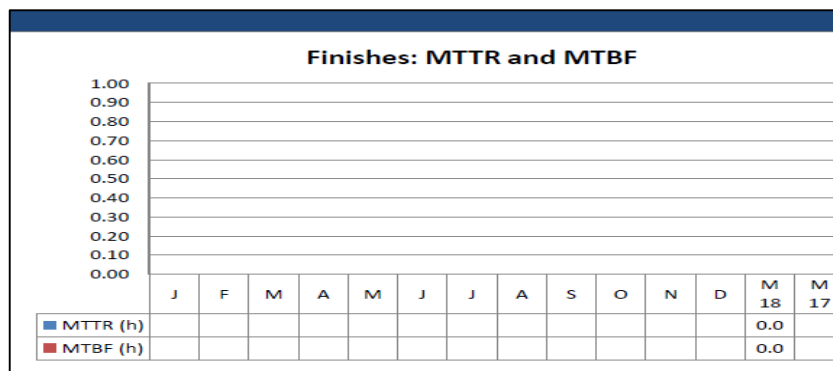 Finishes: MTTR and MTBF
1.00
0.90
0.80
0.70
0.60
0.50
0.40
0.30
0.20
0.10
0.00
J F M A M J J A S O N D M 18 M 17
MTTR (h) 0.0
MTBF (h) 0.0